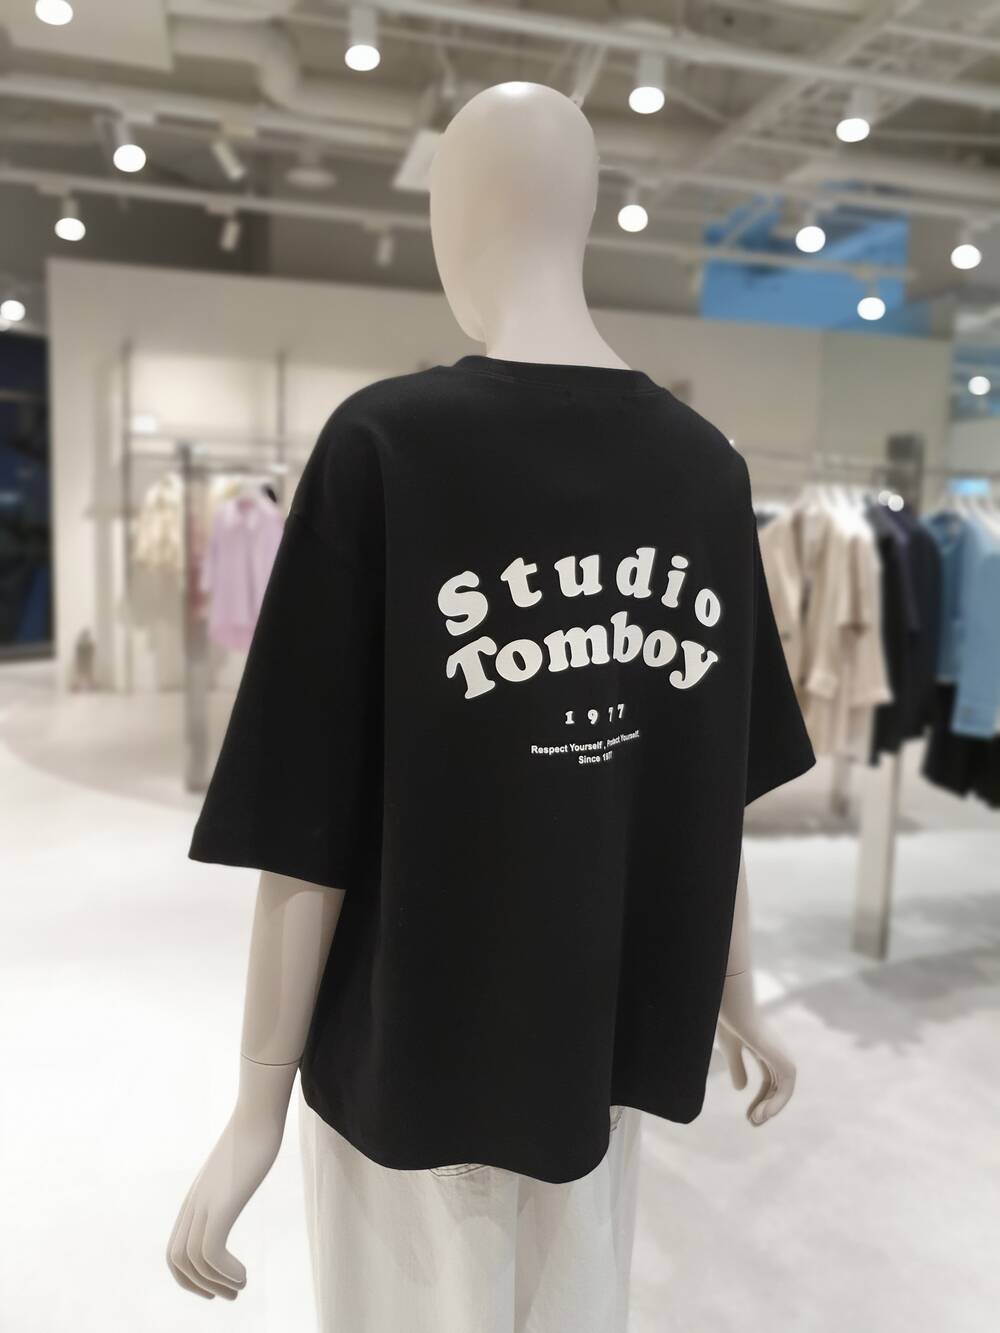 Studio
Tomboy
1977
Respect Yourself, Protect Yourself,
Since 1977